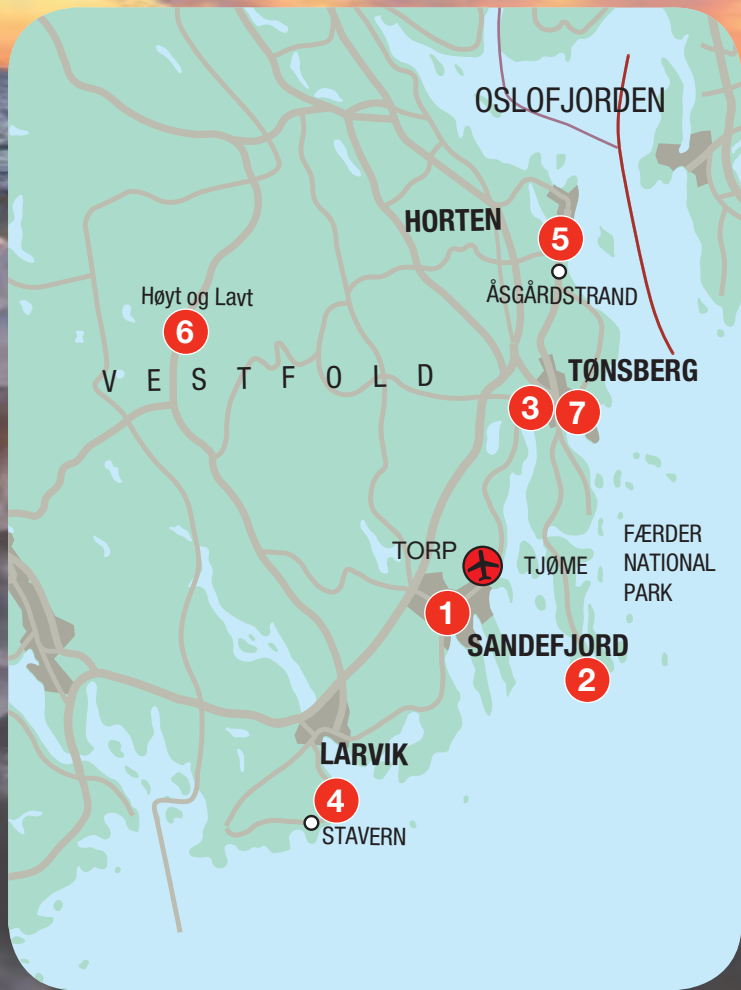 OSLOFJORDEN
HORTEN
5
ÅSGÅRDSTRAND
Høyt og Lavt
6
VESTFOLD
TØNSBERG
3
7
TORP
TJØME
FÆRDER
NATIONAL
PARK
1
SANDEFJORD
2
LARVIK
4
STAVERN